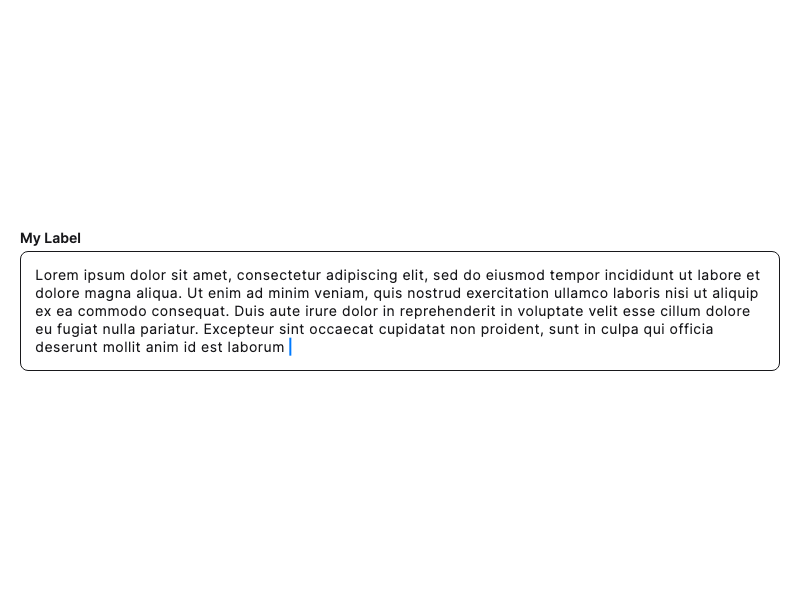 My Label
Lorem ipsum dolor sit amet, consectetur adipiscing elit, sed do eiusmod tempor incididunt ut labore et
dolore magna aliqua. Ut enim ad minim veniam, quis nostrud exercitation ullamco laboris nisi ut aliquip
ex ea commodo consequat. Duis aute irure dolor in reprehenderit in voluptate velit esse cillum dolore
eu fugiat nulla pariatur. Excepteur sint occaecat cupidatat non proident, sunt in culpa qui officia
deserunt mollit anim id est laborum